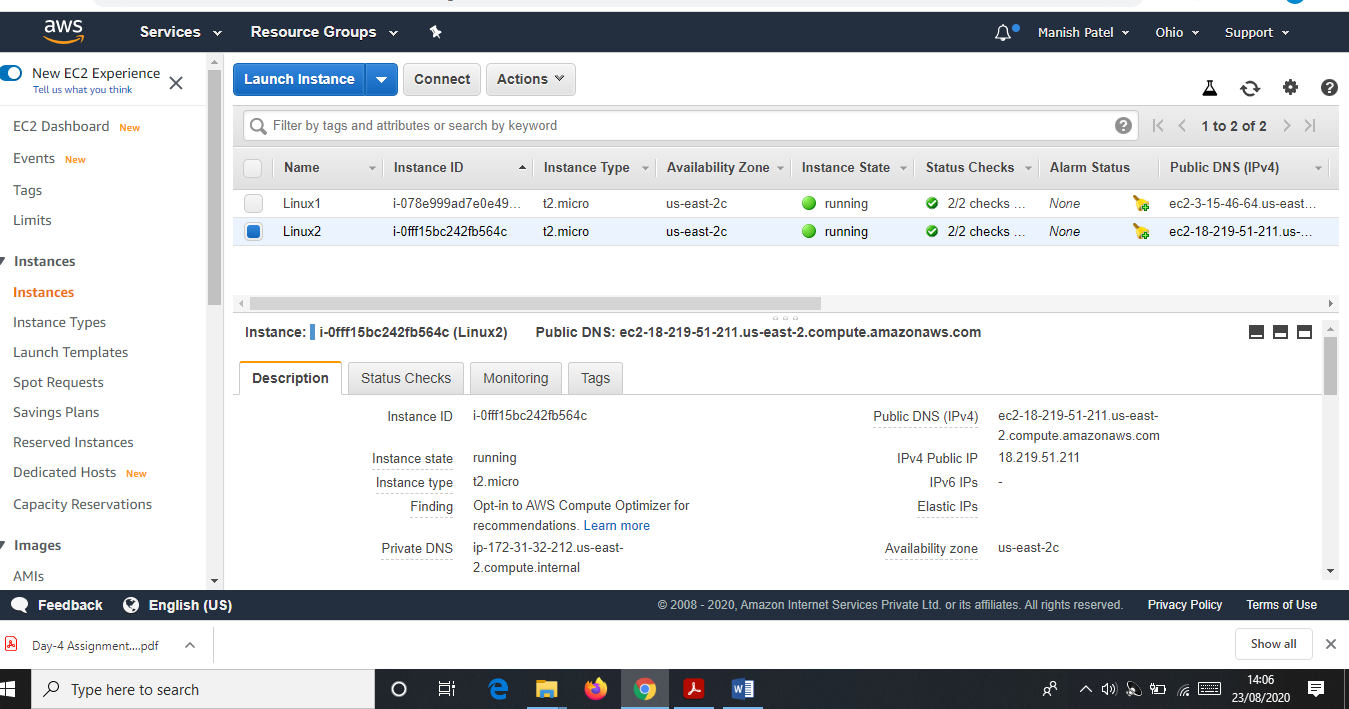 aws Services Resource Groups Manish Patel Ohio Support
New EC2 Experience
Tell us what you think
EC2 Dashboard New
Events New
Tags
Limits
Instances
Instances
Instance Types
Launch Templates
Spot Requests
Savings Plans
Reserved Instances
Dedicated Hosts New
Capacity Reservations
Images
AMIs
Launch Instance Connect Actions
Filter by tags and attributes or search by keyword 1 to 2 of 2
Name Instance ID Instance Type Availability Zone Instance State Status Checks Alarm Status Public DNS (IPv4)
Linux1 i-078e999ad7e0e49... t2.micro us-east-2c running 2/2 checks ... None ec2-3-15-46-64.us-east...
Linux2 i-0fff15bc242fb564c t2.micro us-east-2c running 2/2 checks ... None ec2-18-219-51-211.us-...
Instance: i-0fff15bc242fb564c (Linux2) Public DNS: ec2-18-219-51-211.us-east-2.compute.amazonaws.com
Description Status Checks Monitoring Tags
Instance ID i-0fff15bc242fb564c
Instance state running
Instance type t2.micro
Finding Opt-in to AWS Compute Optimizer for
recommendations. Learn more
Private DNS ip-172-31-32-212.us-east-
2.compute.internal
Public DNS (IPv4) ec2-18-219-51-211.us-east-
2.compute.amazonaws.com
IPv4 Public IP 18.219.51.211
IPv6 IPs -
Elastic IPs
Availability zone us-east-2c
Feedback English (US) © 2008 - 2020, Amazon Internet Services Private Ltd. or its affiliates. All rights reserved. Privacy Policy Terms of Use
Day-4 Assignment....pdf Show all
Type here to search 14:06
23/08/2020